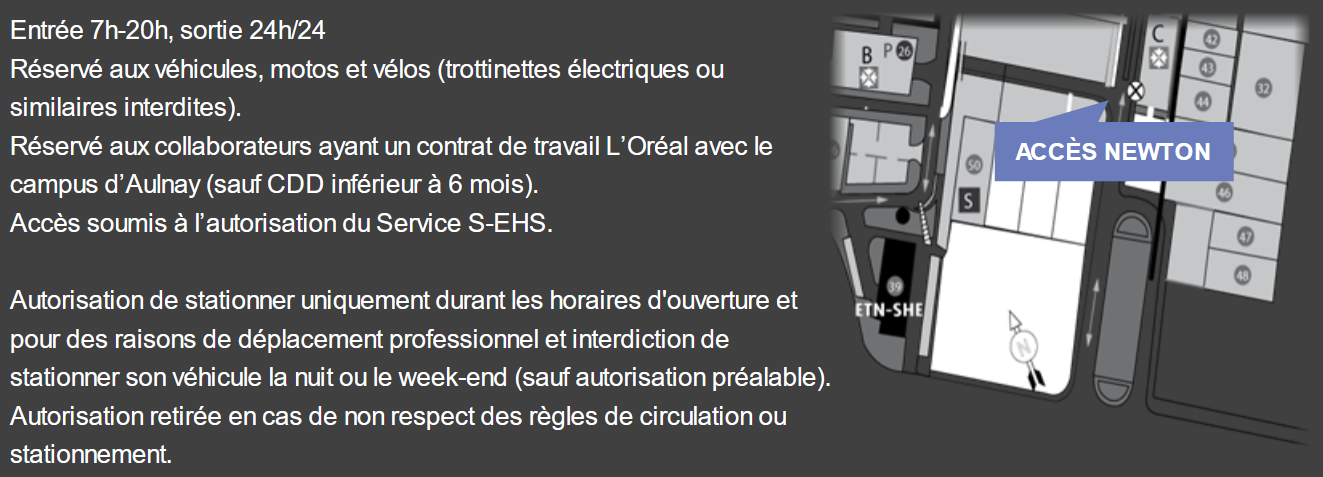 Entrée 7h-20h, sortie 24h/24
Réservé aux véhicules, motos et vélos (trottinettes électriques ou
similaires interdites).
Réservé aux collaborateurs ayant un contrat de travail L’Oréal avec le
campus d’Aulnay (sauf CDD inférieur à 6 mois).
Accès soumis à l’autorisation du Service S-EHS.
Autorisation de stationner uniquement durant les horaires d'ouverture et
pour des raisons de déplacement professionnel et interdiction de
stationner son véhicule la nuit ou le week-end (sauf autorisation préalable).
Autorisation retirée en cas de non respect des règles de circulation ou
stationnement.
B
P 26
C
42
43
44
32
ACCÈS NEWTON
50
S
46
47
48
39
ETN-SHE
N